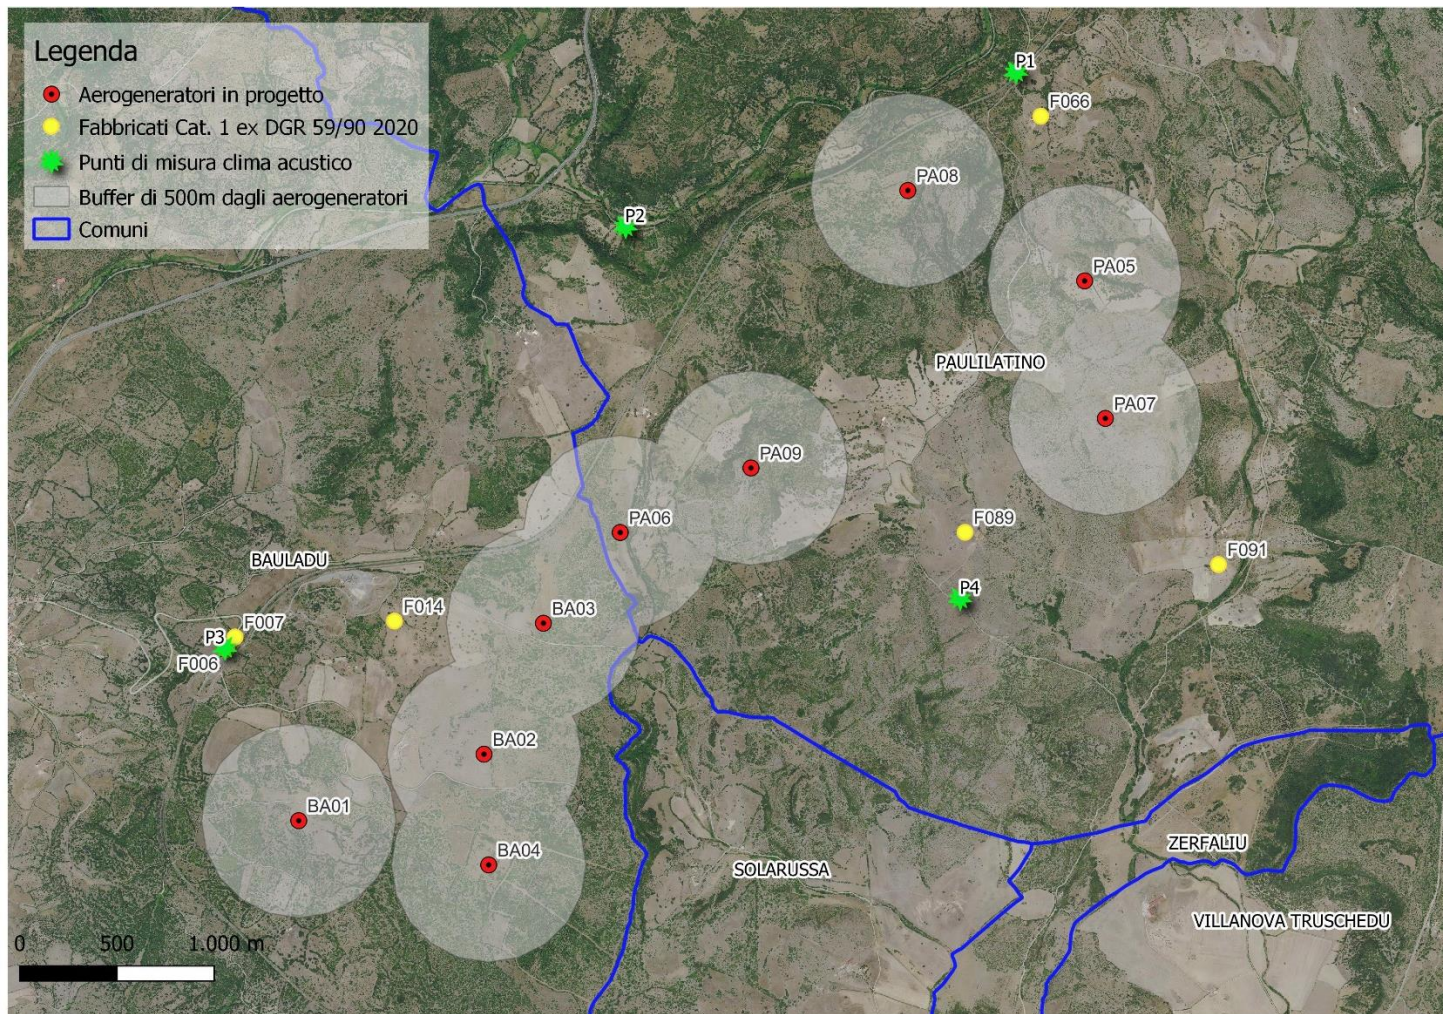 Legenda
Aerogeneratori in progetto
Fabbricati Cat. 1 ex DGR 59/90 2020
Punti di misura clima acustico
Buffer di 500m dagli aerogeneratori
Comuni
P1
F066
PA08
P2
PA05
PAULILATINO
PA07
PA09
PA06
F089
BAULADU
F091
P4
F014
BA03
F007
P3
F006
BA02
BA01
BA04
ZERFALIU
SOLARUSSA
VILLANOVA TRUSCHEDU
0 500 1.000 m